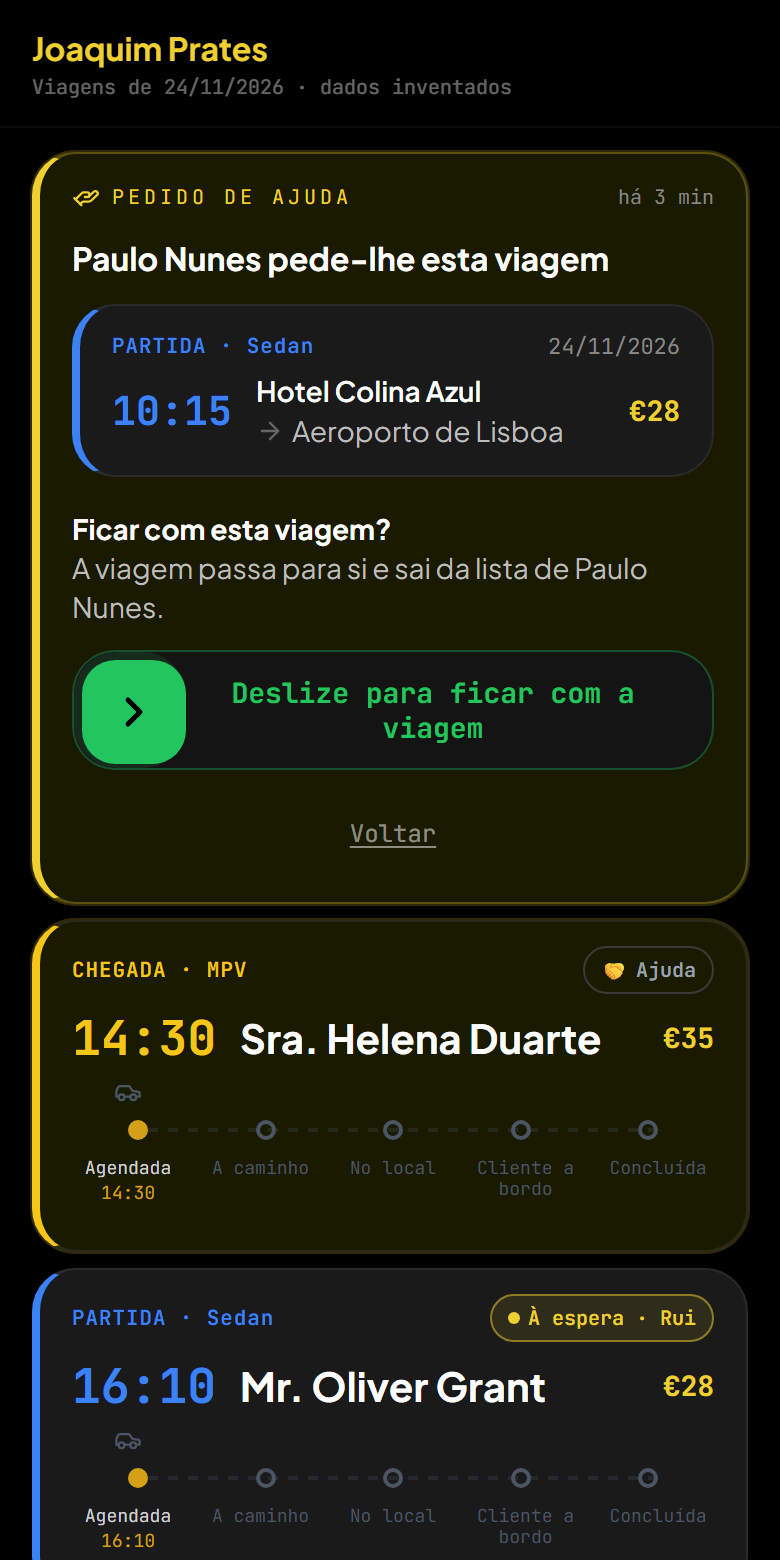 Joaquim Prates
Viagens de 24/11/2026 · dados inventados
PEDIDO DE AJUDA
há 3 min
Paulo Nunes pede-lhe esta viagem
PARTIDA · Sedan
24/11/2026
10:15
Hotel Colina Azul
→ Aeroporto de Lisboa
€28
Ficar com esta viagem?
A viagem passa para si e sai da lista de Paulo
Nunes.
Deslize para ficar com a
viagem
Voltar
CHEGADA · MPV
Ajuda
14:30
Sra. Helena Duarte
€35
Agendada
14:30
A caminho
No local
Cliente a
bordo
Concluída
PARTIDA · Sedan
À espera · Rui
16:10
Mr. Oliver Grant
€28
Agendada
16:10
A caminho
No local
Cliente a
bordo
Concluída